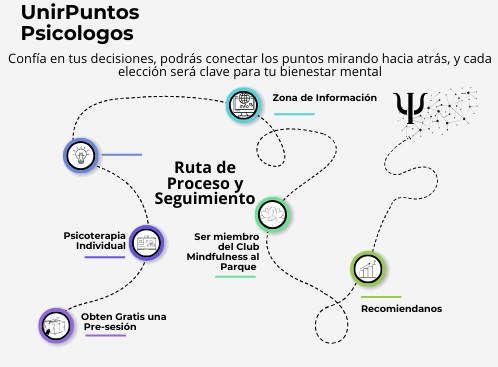 UnirPuntos
Psicologos
Confía en tus decisiones, podrás conectar los puntos mirando hacia atrás, y cada
elección será clave para tu bienestar mental
Zona de Información
Ruta de
Proceso y
Seguimiento
Psicoterapia
Individual
Ser miembro
del Club
Mindfulness al
Parque
Recomiendanos
Obten Gratis una
Pre-sesión